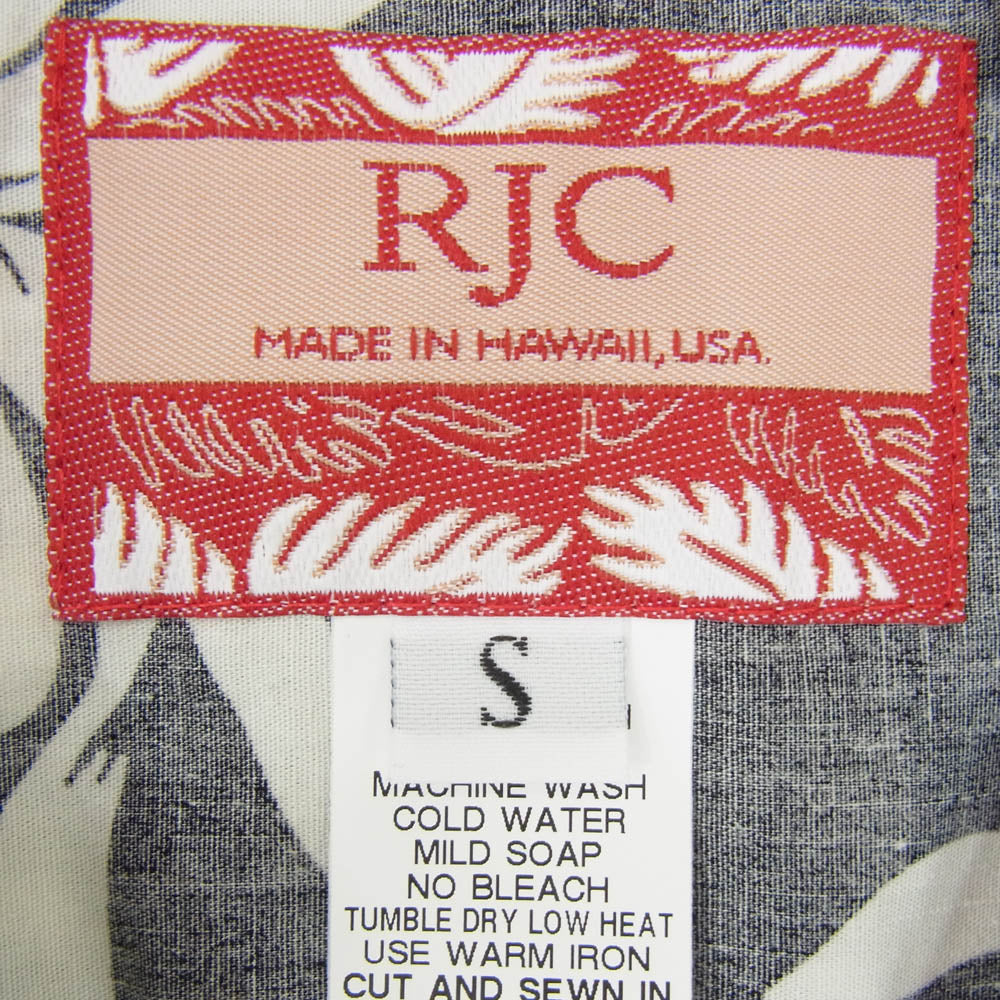 RJC
MADE IN HAWAII, USA.
S
MACHINE WASH
COLD WATER
MILD SOAP
NO BLEACH
TUMBLE DRY LOW HEAT
USE WARM IRON
CUT AND SEWN IN